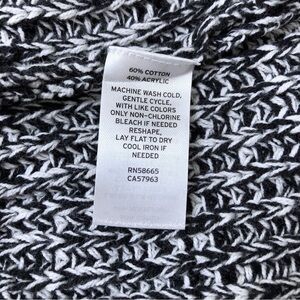 60% COTTON
40% ACRYLIC
MACHINE WASH COLD,
GENTLE CYCLE,
WITH LIKE COLORS
ONLY NON-CHLORINE
BLEACH IF NEEDED
RESHAPE,
LAY FLAT TO DRY
COOL IRON IF
NEEDED
RN58665
CA57963